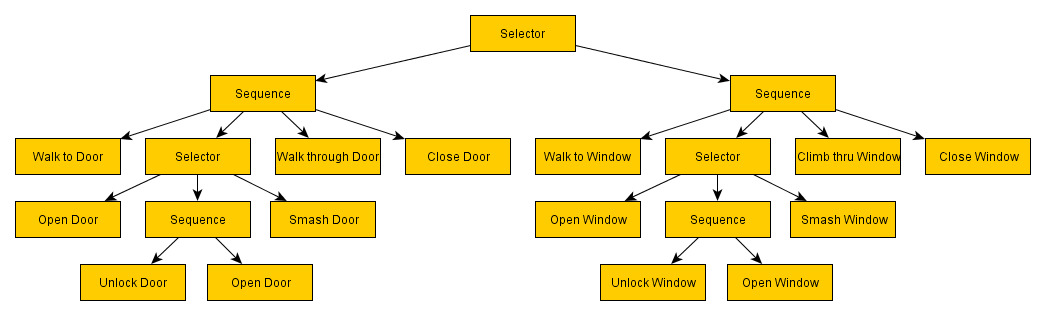 Selector
Sequence
Sequence
Walk to Door
Selector
Walk through Door
Close Door
Walk to Window
Selector
Climb thru Window
Close Window
Open Door
Sequence
Smash Door
Open Window
Sequence
Smash Window
Unlock Door
Open Door
Unlock Window
Open Window